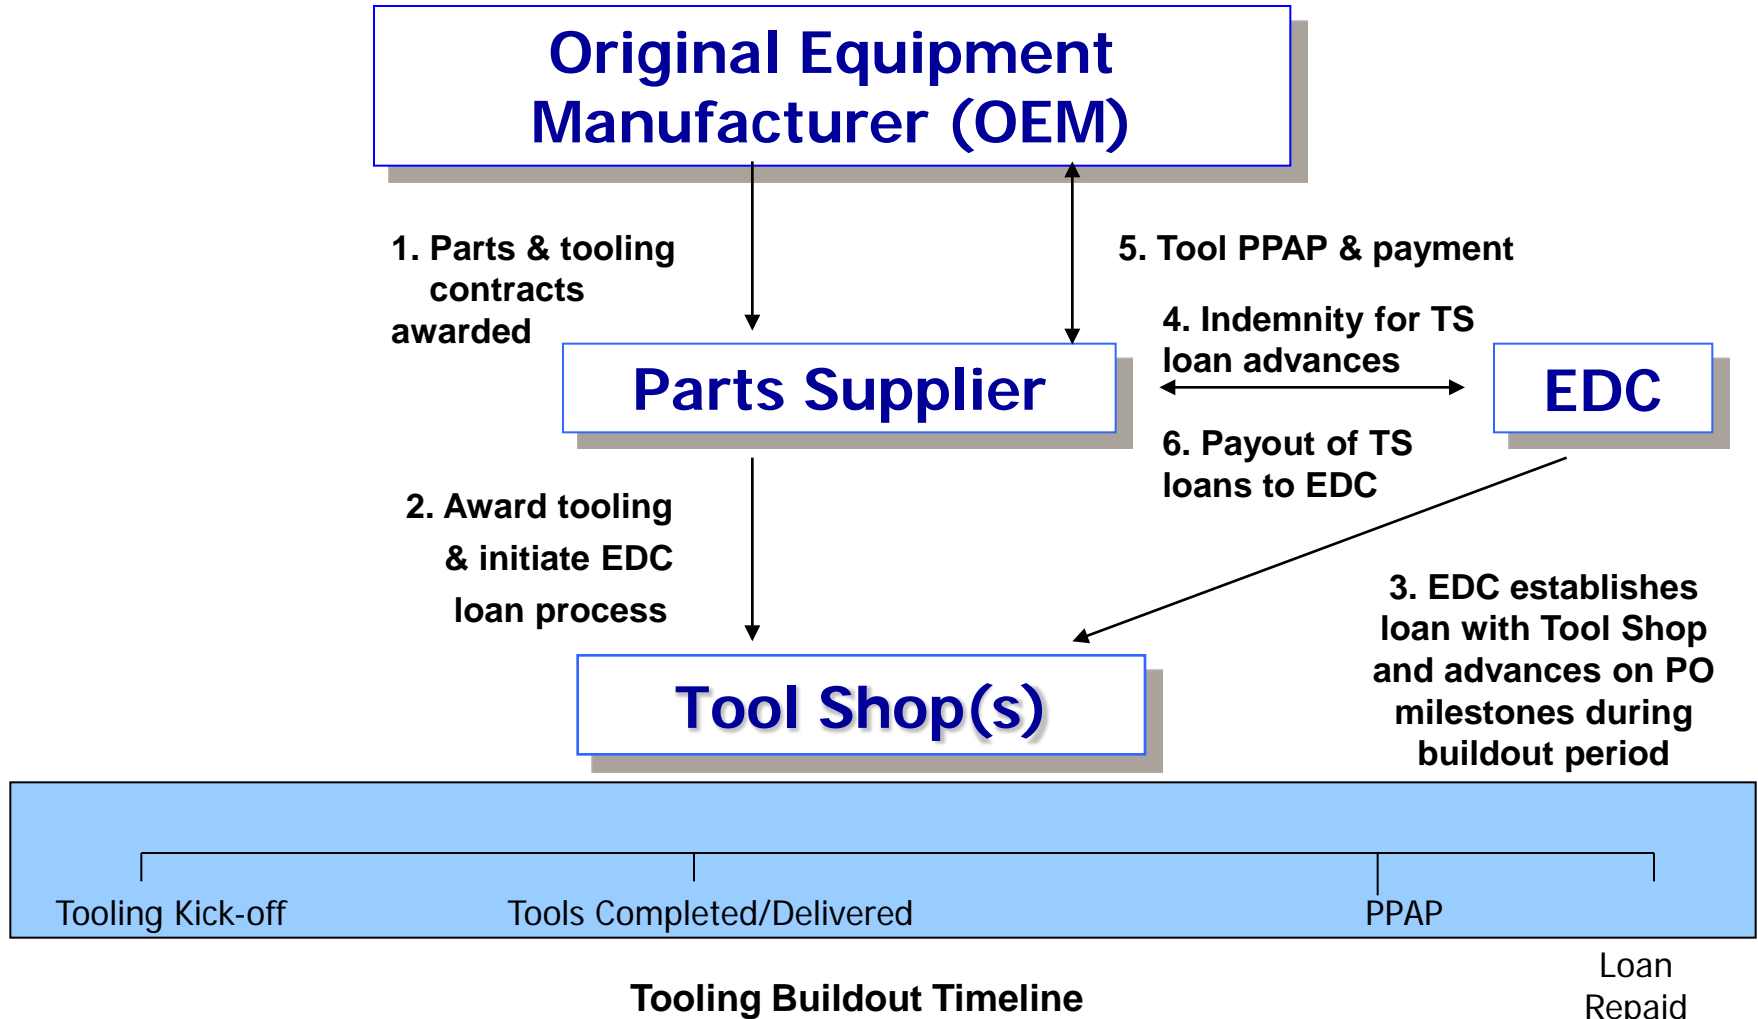 Original Equipment
Manufacturer (OEM)
1. Parts & tooling
contracts
awarded
5. Tool PPAP & payment
4. Indemnity for TS
loan advances
Parts Supplier
EDC
6. Payout of TS
loans to EDC
2. Award tooling
& initiate EDC
loan process
3. EDC establishes
loan with Tool Shop
and advances on PO
milestones during
buildout period
Tool Shop(s)
Tooling Kick-off
Tools Completed/Delivered
PPAP
Loan
Repaid
Tooling Buildout Timeline